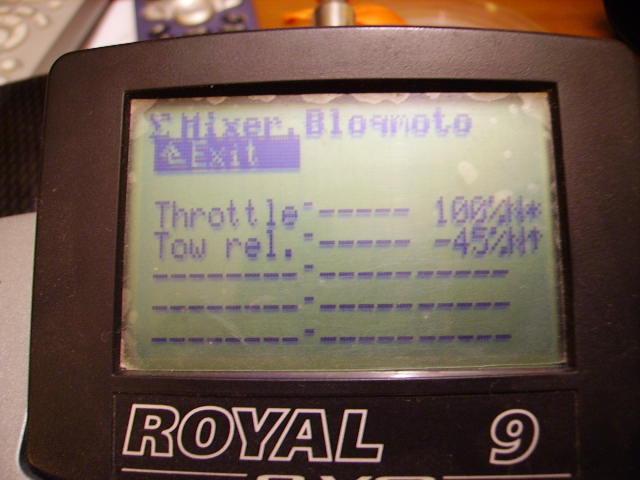 Σ Mixer.Bloqmoto
Exit
Throttle ----- 100%N*
Tow rel. ----- -45%N↑
-------- ----------
-------- ----------
-------- ----------
ROYAL 9